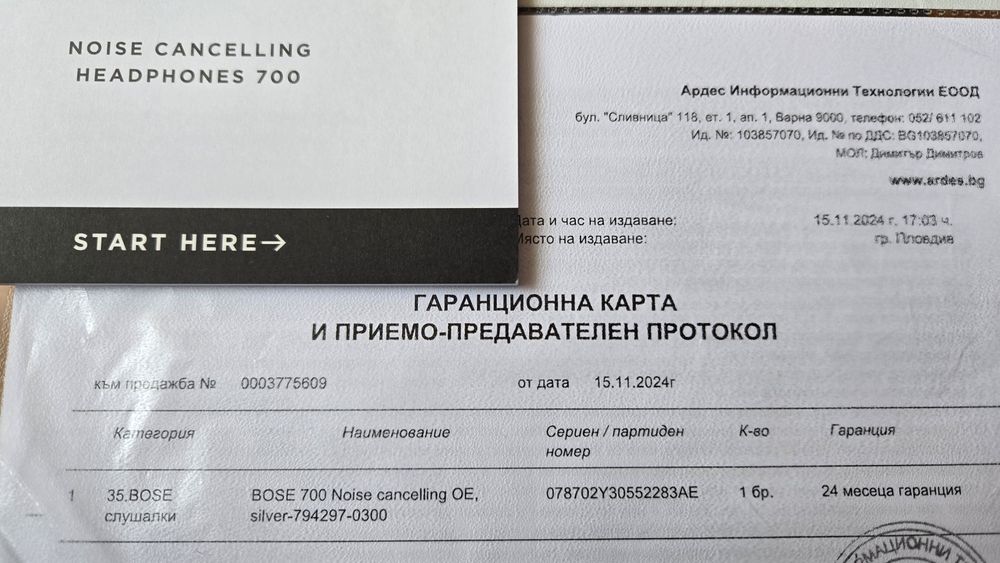 NOISE CANCELLING
HEADPHONES 700
START HERE→
Ардес Информационни Технологии ЕООД
бул. "Сливница" 118, ет. 1, ап. 1, Варна 9000, телефон: 052/ 611 102
Ид. №: 103857070, Ид. № по ДДС: BG103857070,
МОЛ: Димитър Димитров
www.ardes.bg
Дата и час на издаване: 15.11.2024 г. 17:03 ч.
Място на издаване: гр. Пловдив
ГАРАНЦИОННА КАРТА
И ПРИЕМО-ПРЕДАВАТЕЛЕН ПРОТОКОЛ
към продажба № 0003775609 от дата 15.11.2024г
Категория Наименование Сериен / партиден номер К-во Гаранция
1 35.BOSE слушалки BOSE 700 Noise cancelling OE, silver-794297-0300 078702Y30552283AE 1 бр. 24 месеца гаранция